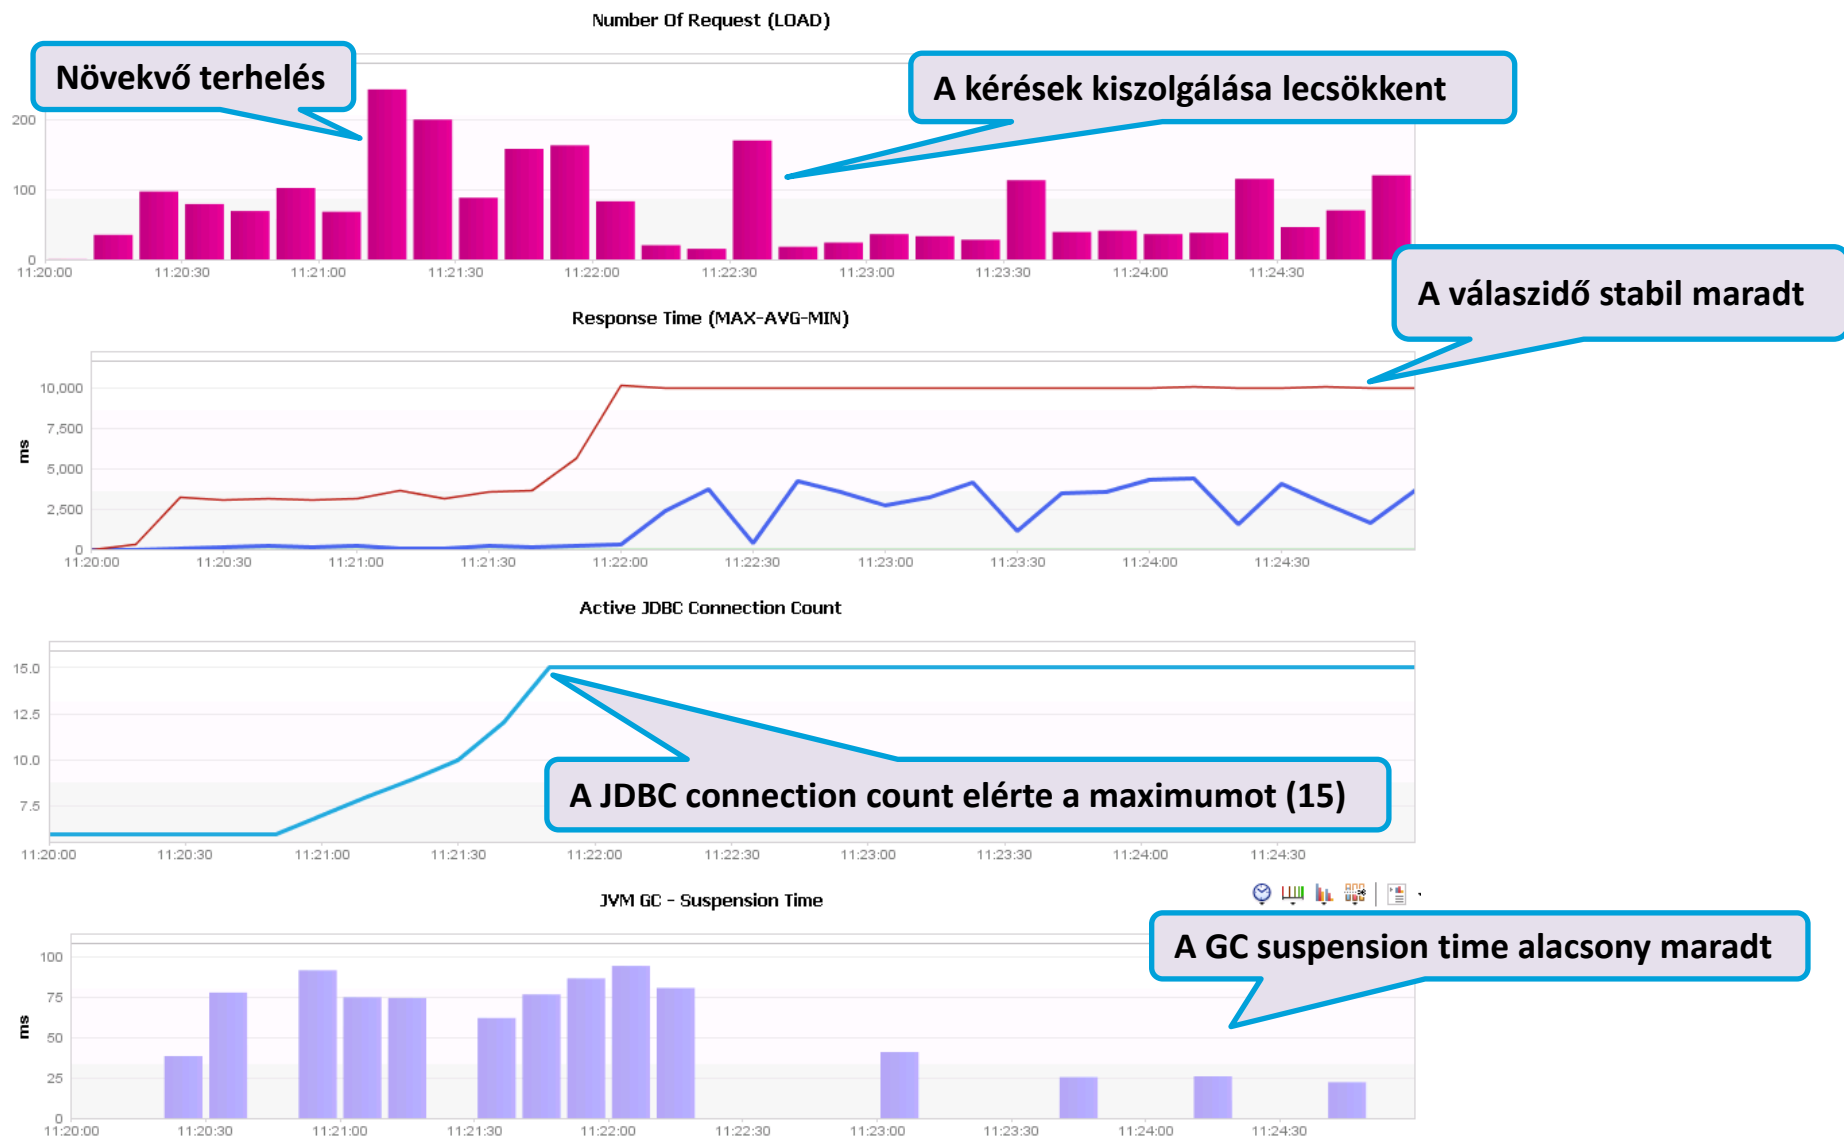 Number Of Request (LOAD)
Növekvő terhelés
A kérések kiszolgálása lecsökkent
200
100
0
11:20:00 11:20:30 11:21:00 11:21:30 11:22:00 11:22:30 11:23:00 11:23:30 11:24:00 11:24:30
A válaszidő stabil maradt
Response Time (MAX-AVG-MIN)
10,000
7,500
ms
5,000
2,500
0
11:20:00 11:20:30 11:21:00 11:21:30 11:22:00 11:22:30 11:23:00 11:23:30 11:24:00 11:24:30
Active JDBC Connection Count
15.0
12.5
10.0
A JDBC connection count elérte a maximumot (15)
7.5
11:20:00 11:20:30 11:21:00 11:21:30 11:22:00 11:22:30 11:23:00 11:23:30 11:24:00 11:24:30
JVM GC - Suspension Time
A GC suspension time alacsony maradt
100
75
ms
50
25
0
11:20:00 11:20:30 11:21:00 11:21:30 11:22:00 11:22:30 11:23:00 11:23:30 11:24:00 11:24:30